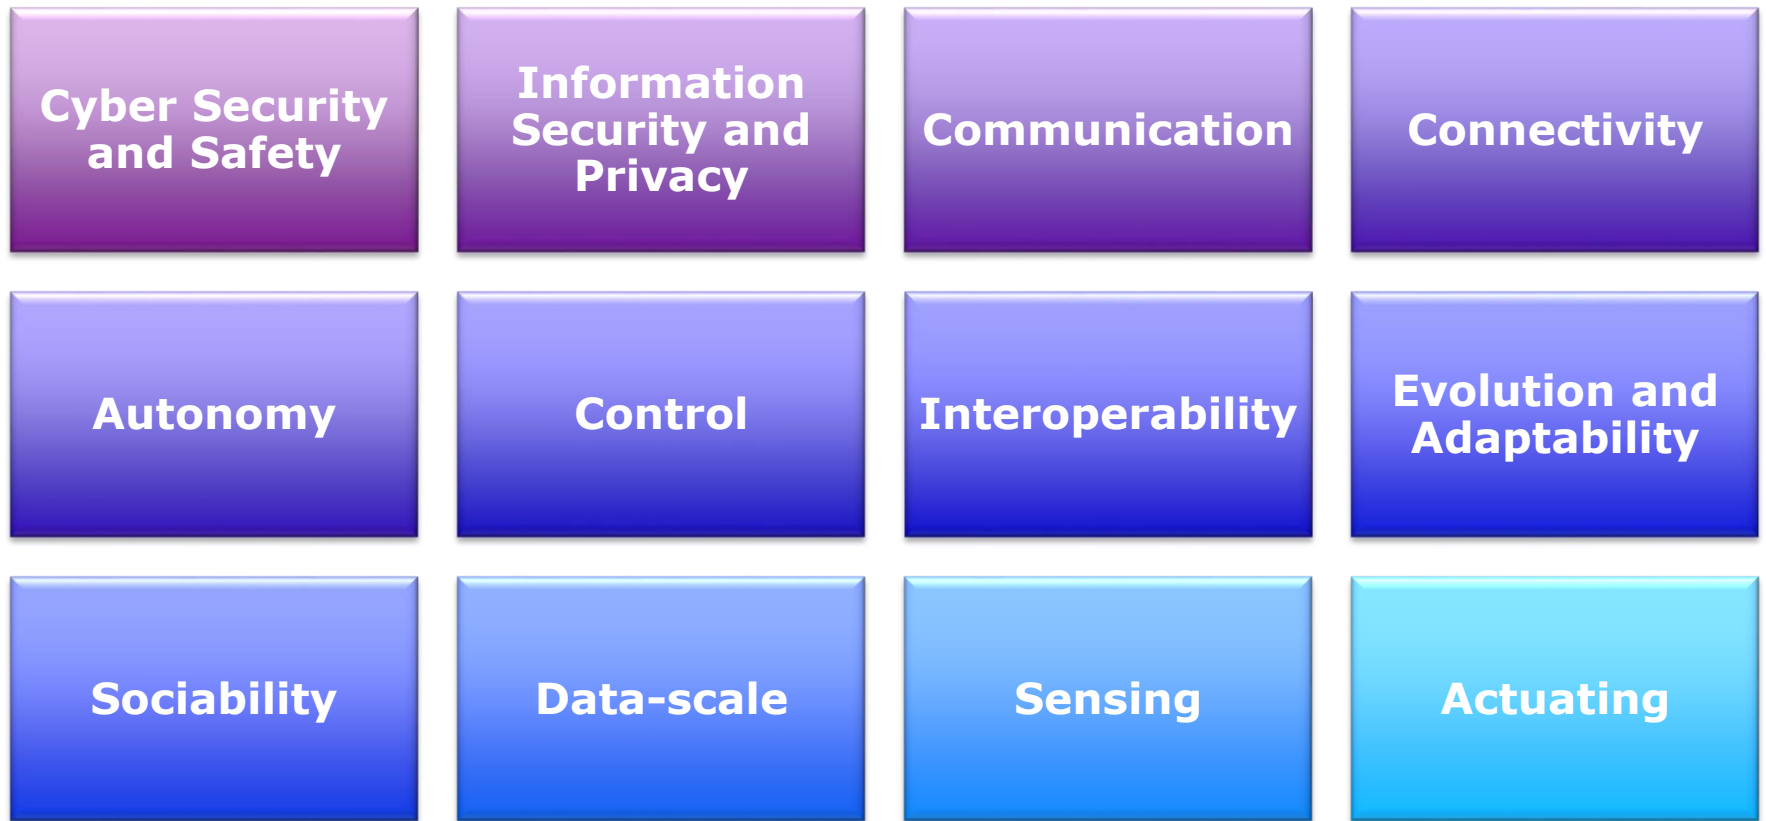 Cyber Security
and Safety
Information
Security and
Privacy
Communication
Connectivity
Autonomy
Control
Interoperability
Evolution and
Adaptability
Sociability
Data-scale
Sensing
Actuating